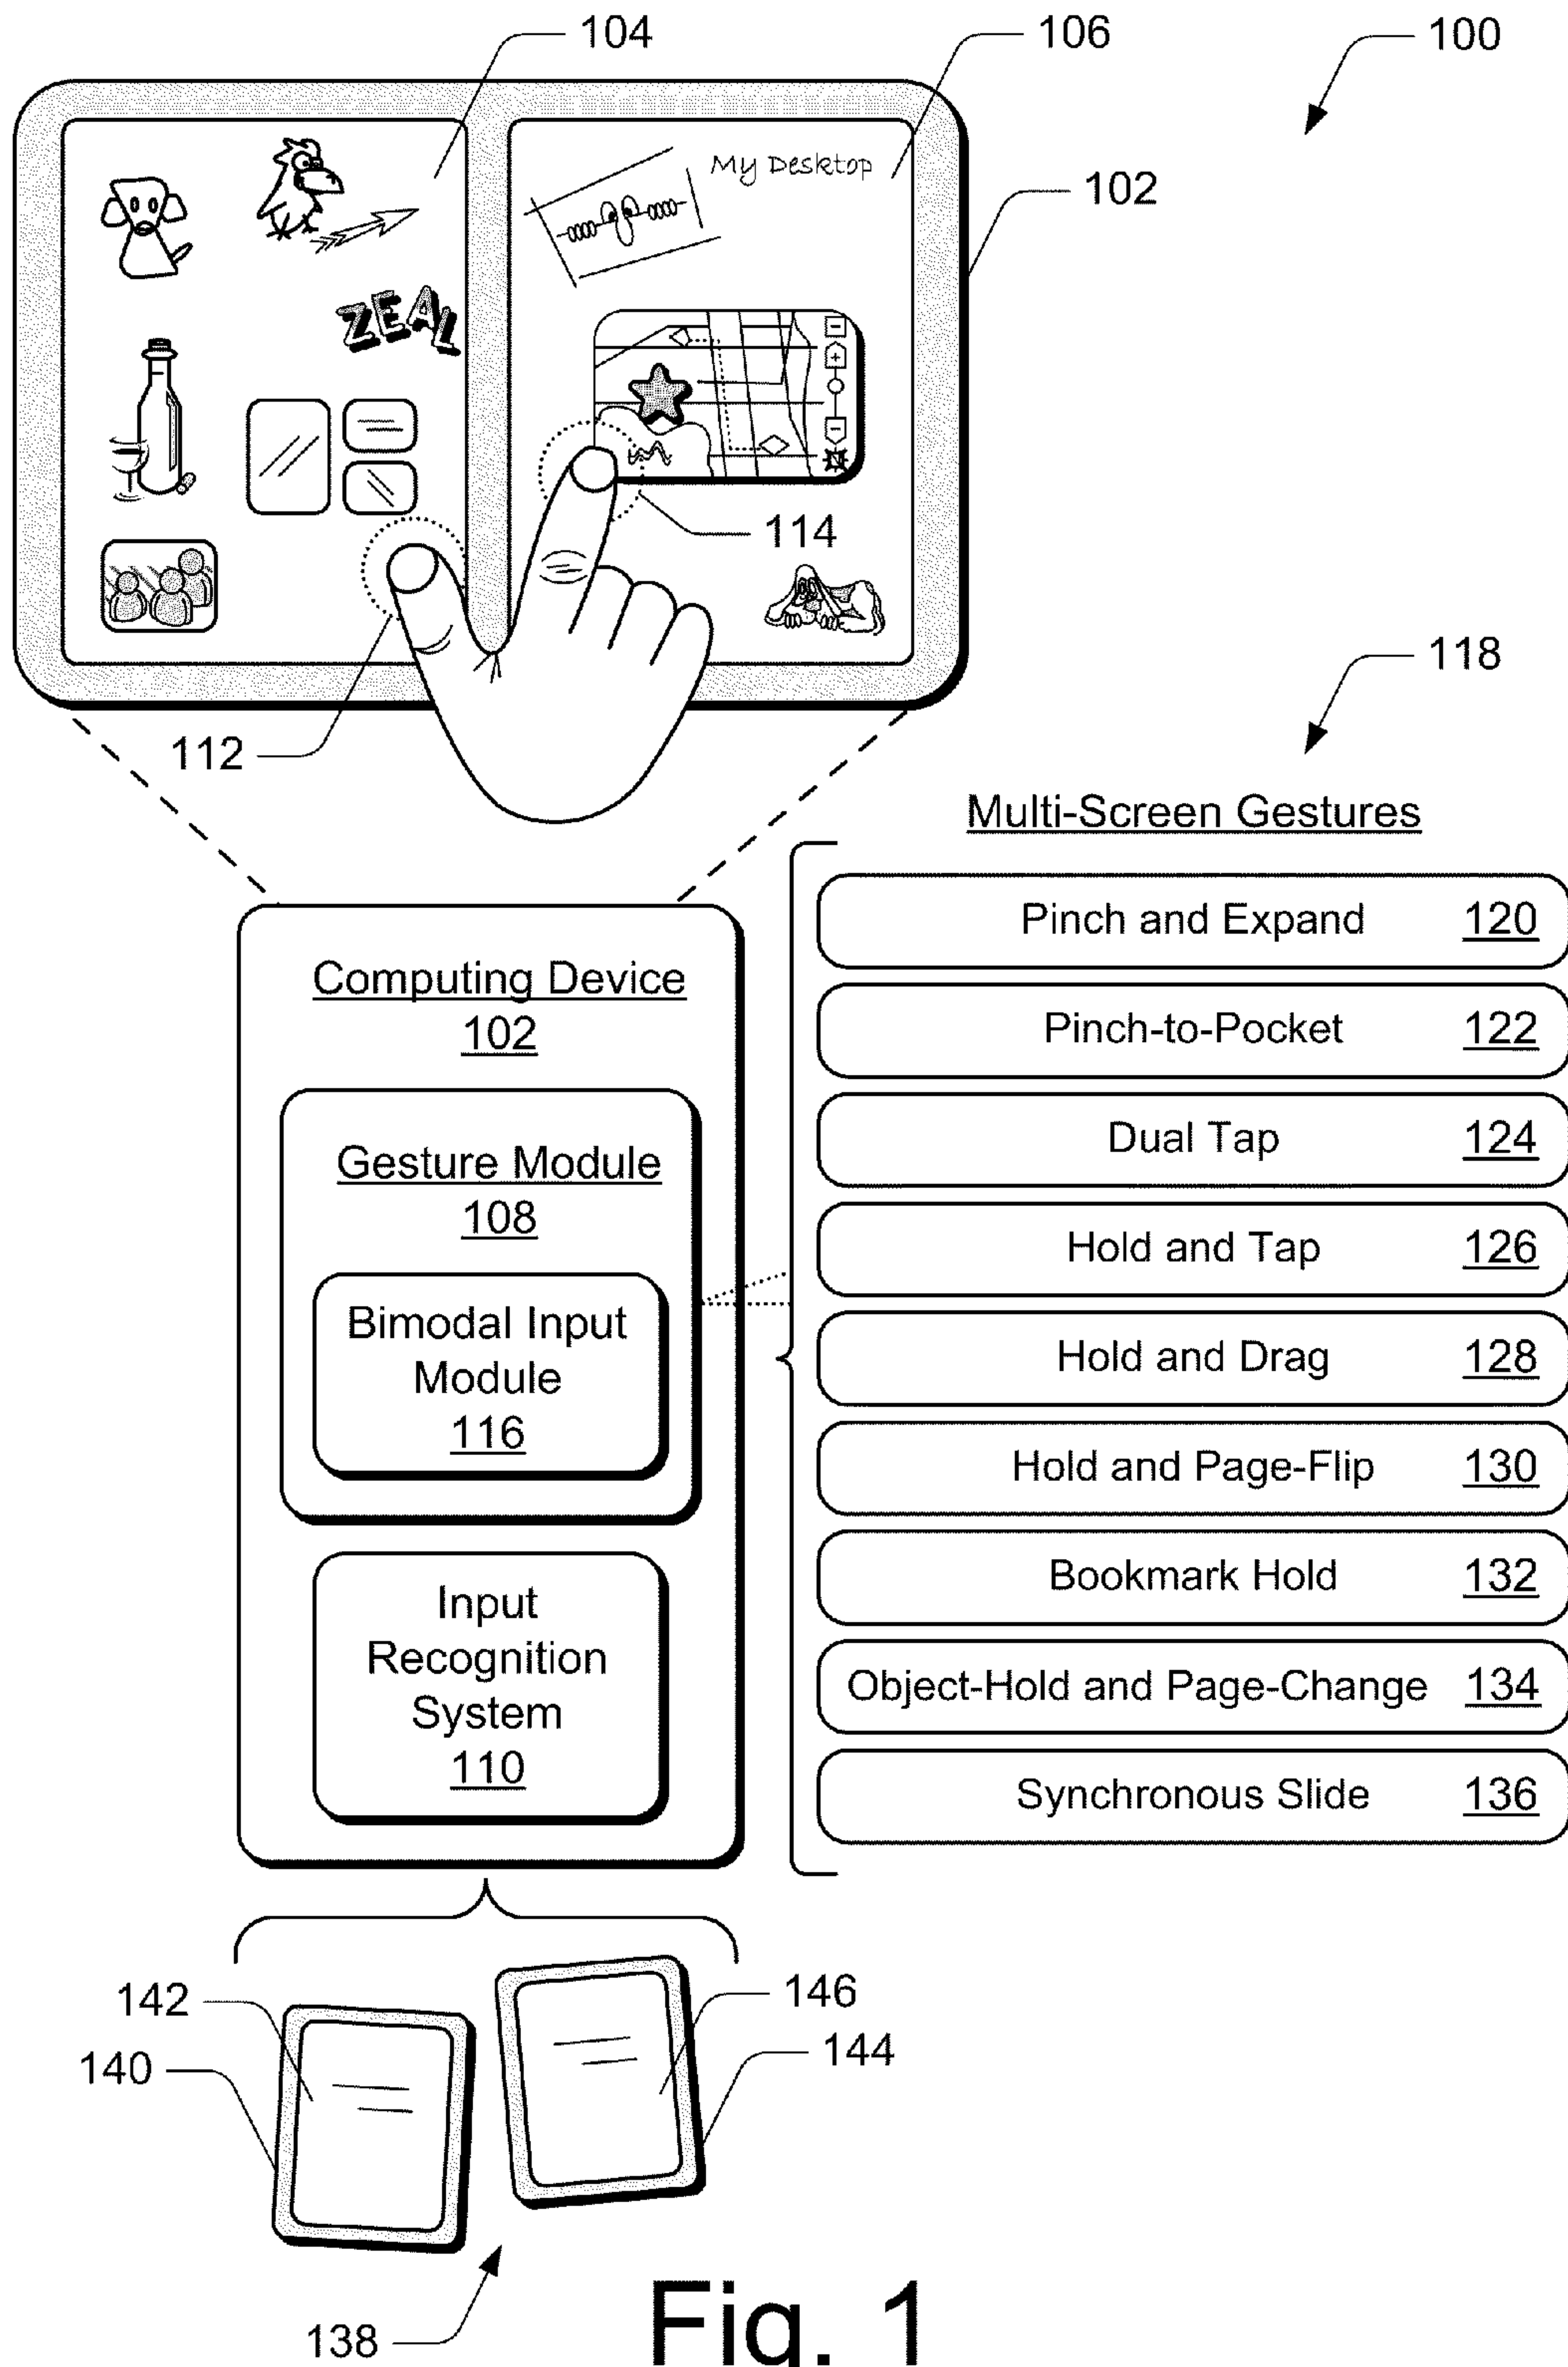 104
106
100
My Desktop
102
ZEAL
114
112
118
Multi-Screen Gestures
Pinch and Expand 120
Pinch-to-Pocket 122
Dual Tap 124
Hold and Tap 126
Hold and Drag 128
Hold and Page-Flip 130
Bookmark Hold 132
Object-Hold and Page-Change 134
Synchronous Slide 136
Computing Device
102
Gesture Module
108
Bimodal Input
Module
116
Input
Recognition
System
110
142
146
140
144
138
Fig. 1